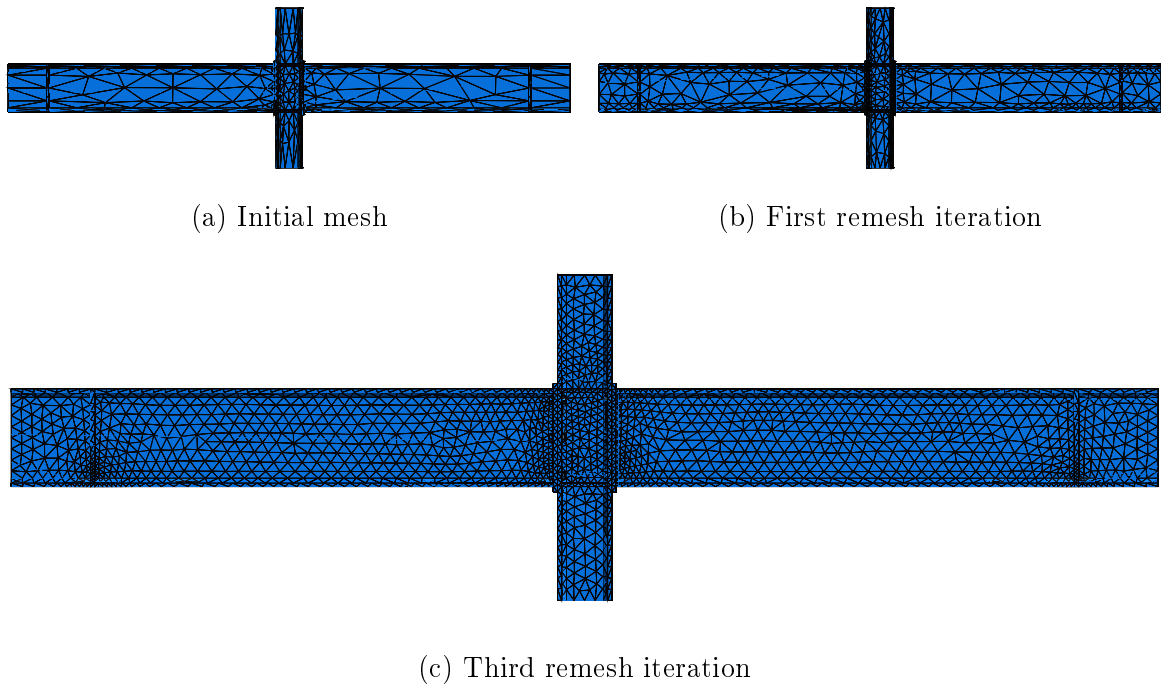 (a) Initial mesh
(b) First remesh iteration
(c) Third remesh iteration